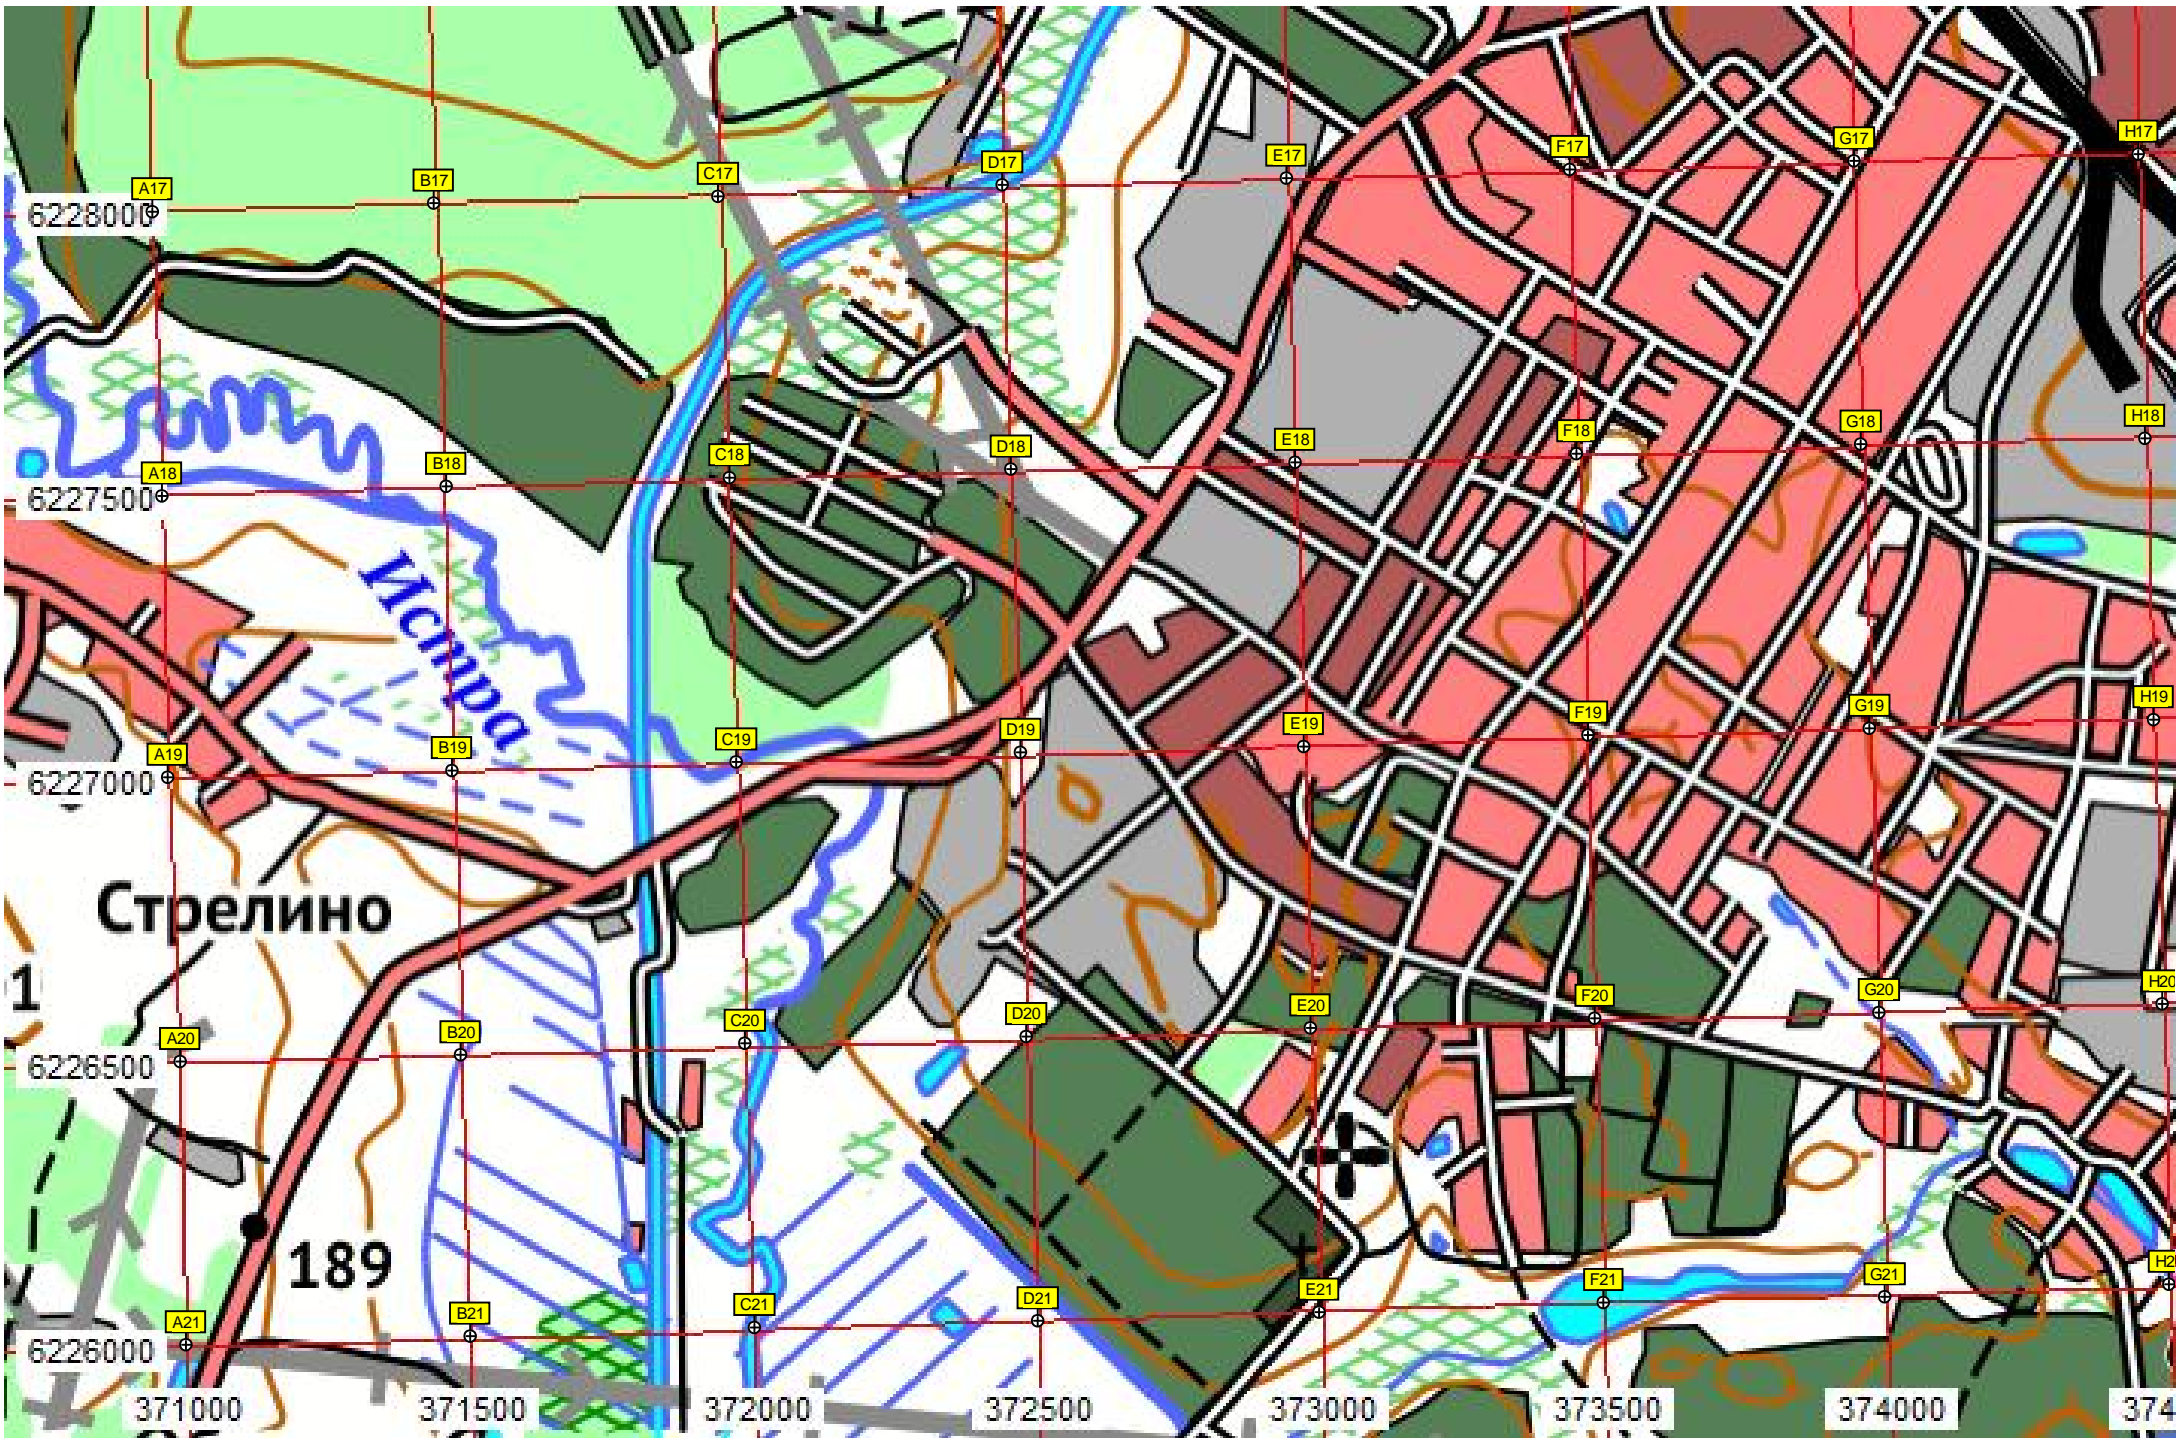 A17 B17 C17 D17 E17 F17 G17 H17
6228000
A18 B18 C18 D18 E18 F18 G18 H18
6227500
Истра
A19 B19 C19 D19 E19 F19 G19 H19
6227000
Стрелино
A20 B20 C20 D20 E20 F20 G20 H20
6226500
189
A21 B21 C21 D21 E21 F21 G21
6226000
371000 371500 372000 372500 373000 373500 374000